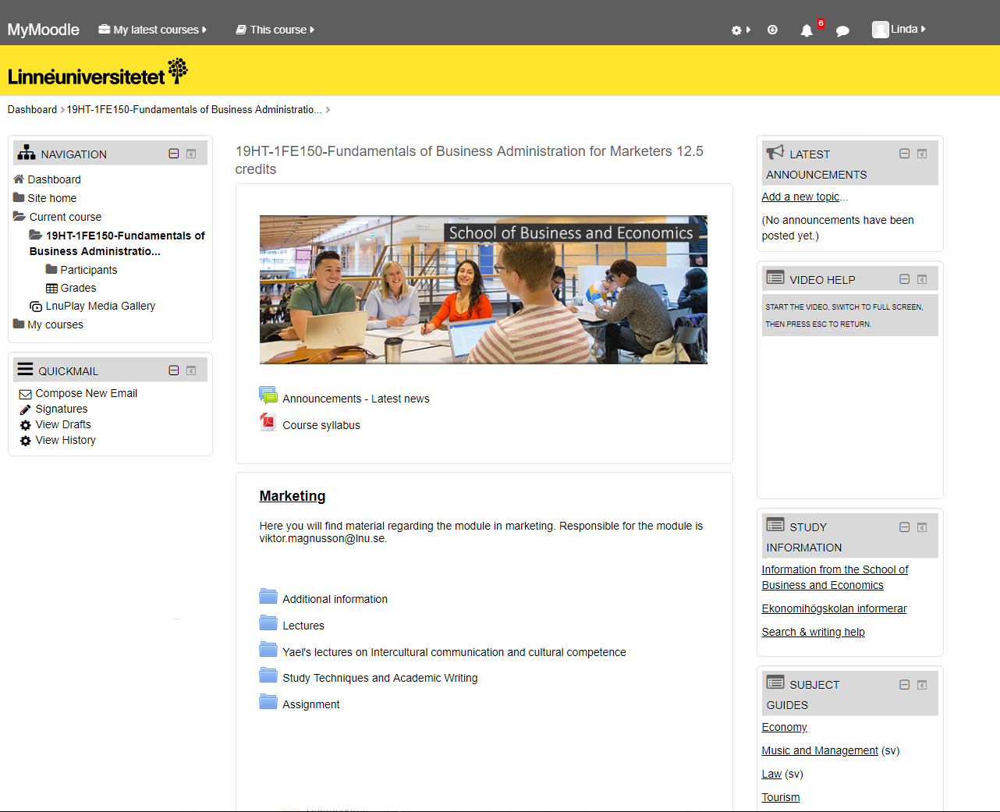 MyMoodle My latest courses This course 6 Linda
Linnéuniversitetet
Dashboard 19HT-1FE150-Fundamentals of Business Administratio...
NAVIGATION
Dashboard
Site home
Current course
19HT-1FE150-Fundamentals of
Business Administratio...
Participants
Grades
LnuPlay Media Gallery
My courses
QUICKMAIL
Compose New Email
Signatures
View Drafts
View History
19HT-1FE150-Fundamentals of Business Administration for Marketers 12.5
credits
School of Business and Economics
Announcements - Latest news
Course syllabus
Marketing
Here you will find material regarding the module in marketing. Responsible for the module is
viktor.magnusson@lnu.se.
Additional information
Lectures
Yael's lectures on Intercultural communication and cultural competence
Study Techniques and Academic Writing
Assignment
LATEST
ANNOUNCEMENTS
Add a new topic...
(No announcements have been
posted yet.)
VIDEO HELP
START THE VIDEO, SWITCH TO FULL SCREEN,
THEN PRESS ESC TO RETURN.
STUDY
INFORMATION
Information from the School of
Business and Economics
Ekonomihögskolan informerar
Search & writing help
SUBJECT
GUIDES
Economy
Music and Management (sv)
Law (sv)
Tourism